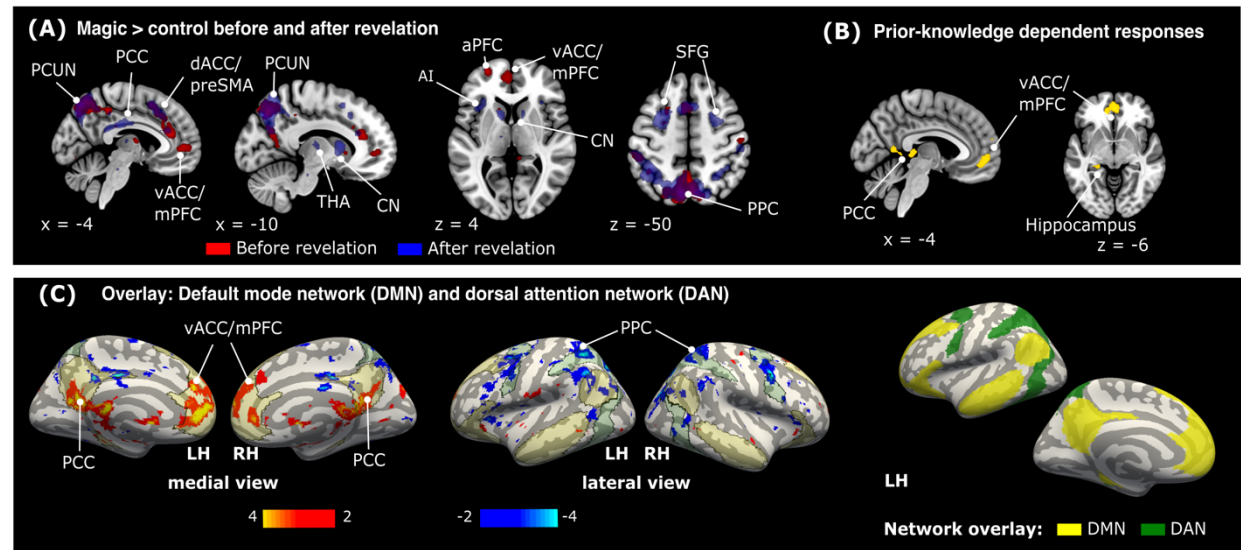 (A) Magic > control before and after revelation
PCUN
PCC
dACC/
preSMA
vACC/
mPFC
x = -4
PCUN
THA
CN
x = -10
aPFC
vACC/
mPFC
AI
CN
z = 4
SFG
PPC
z = -50
Before revelation
After revelation
(B) Prior-knowledge dependent responses
vACC/
mPFC
PCC
x = -4
Hippocampus
z = -6
(C) Overlay: Default mode network (DMN) and dorsal attention network (DAN)
vACC/mPFC
PCC
LH RH
PCC
medial view
4 2
PPC
LH RH
lateral view
-2 -4
LH
Network overlay: DMN DAN